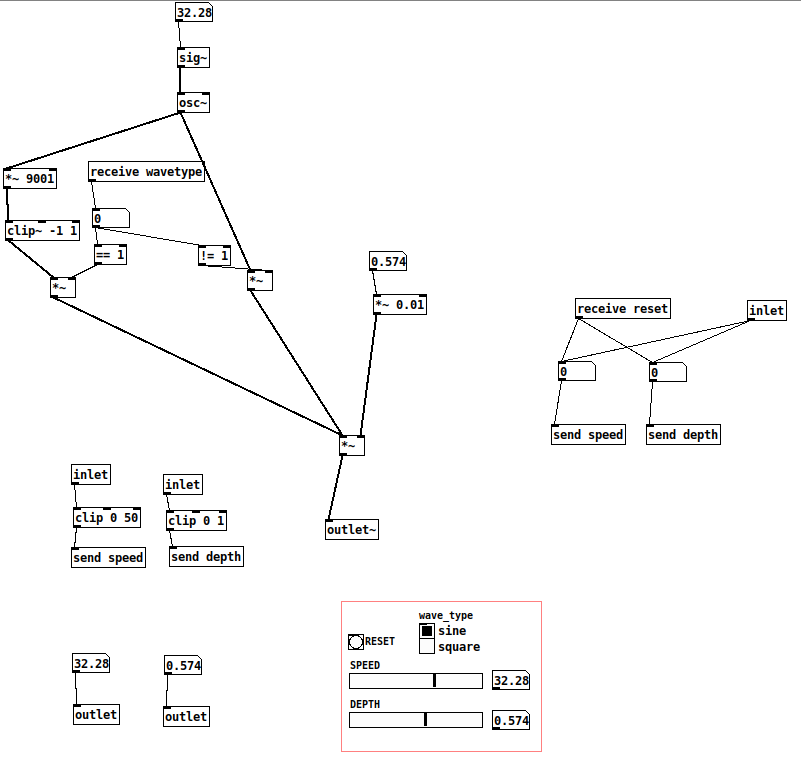 32.28
sig~
osc~
*~ 9001
receive wavetype
0
clip~ -1 1
== 1
!= 1
*~
*~
0.574
*~ 0.01
receive reset
inlet
0
0
send speed
send depth
*~
outlet~
inlet
inlet
clip 0 50
clip 0 1
send speed
send depth
32.28
0.574
outlet
outlet
wave_type
sine
square
RESET
SPEED
32.28
DEPTH
0.574